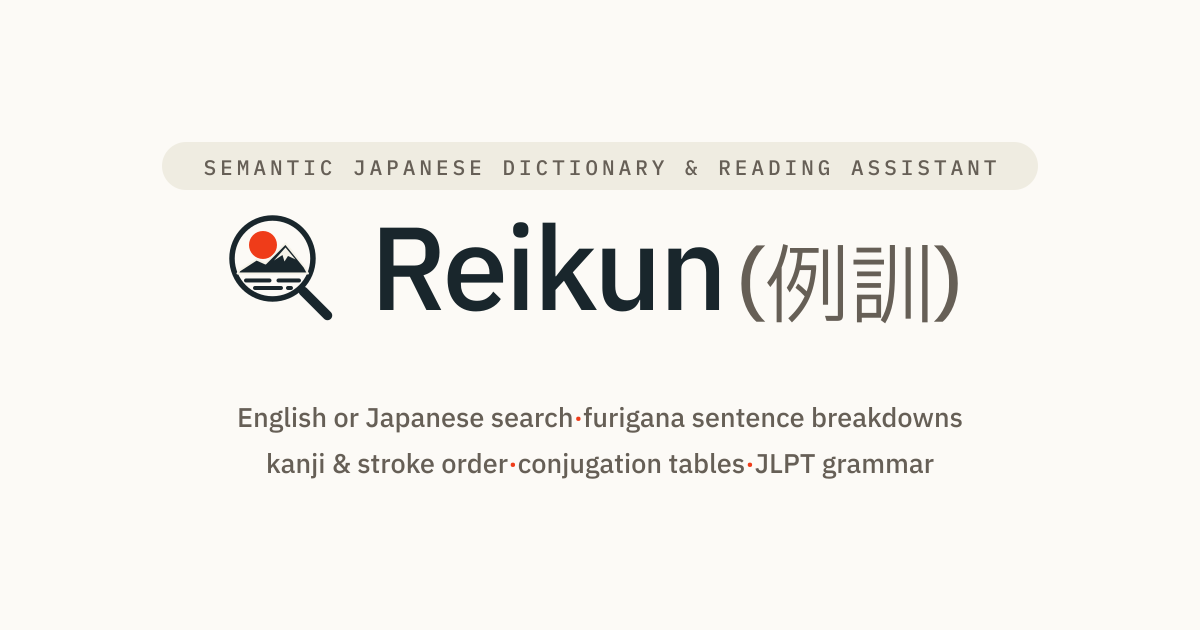 SEMANTIC JAPANESE DICTIONARY & READING ASSISTANT
Reikun (例訓)
English or Japanese search·furigana sentence breakdowns
kanji & stroke order·conjugation tables·JLPT grammar